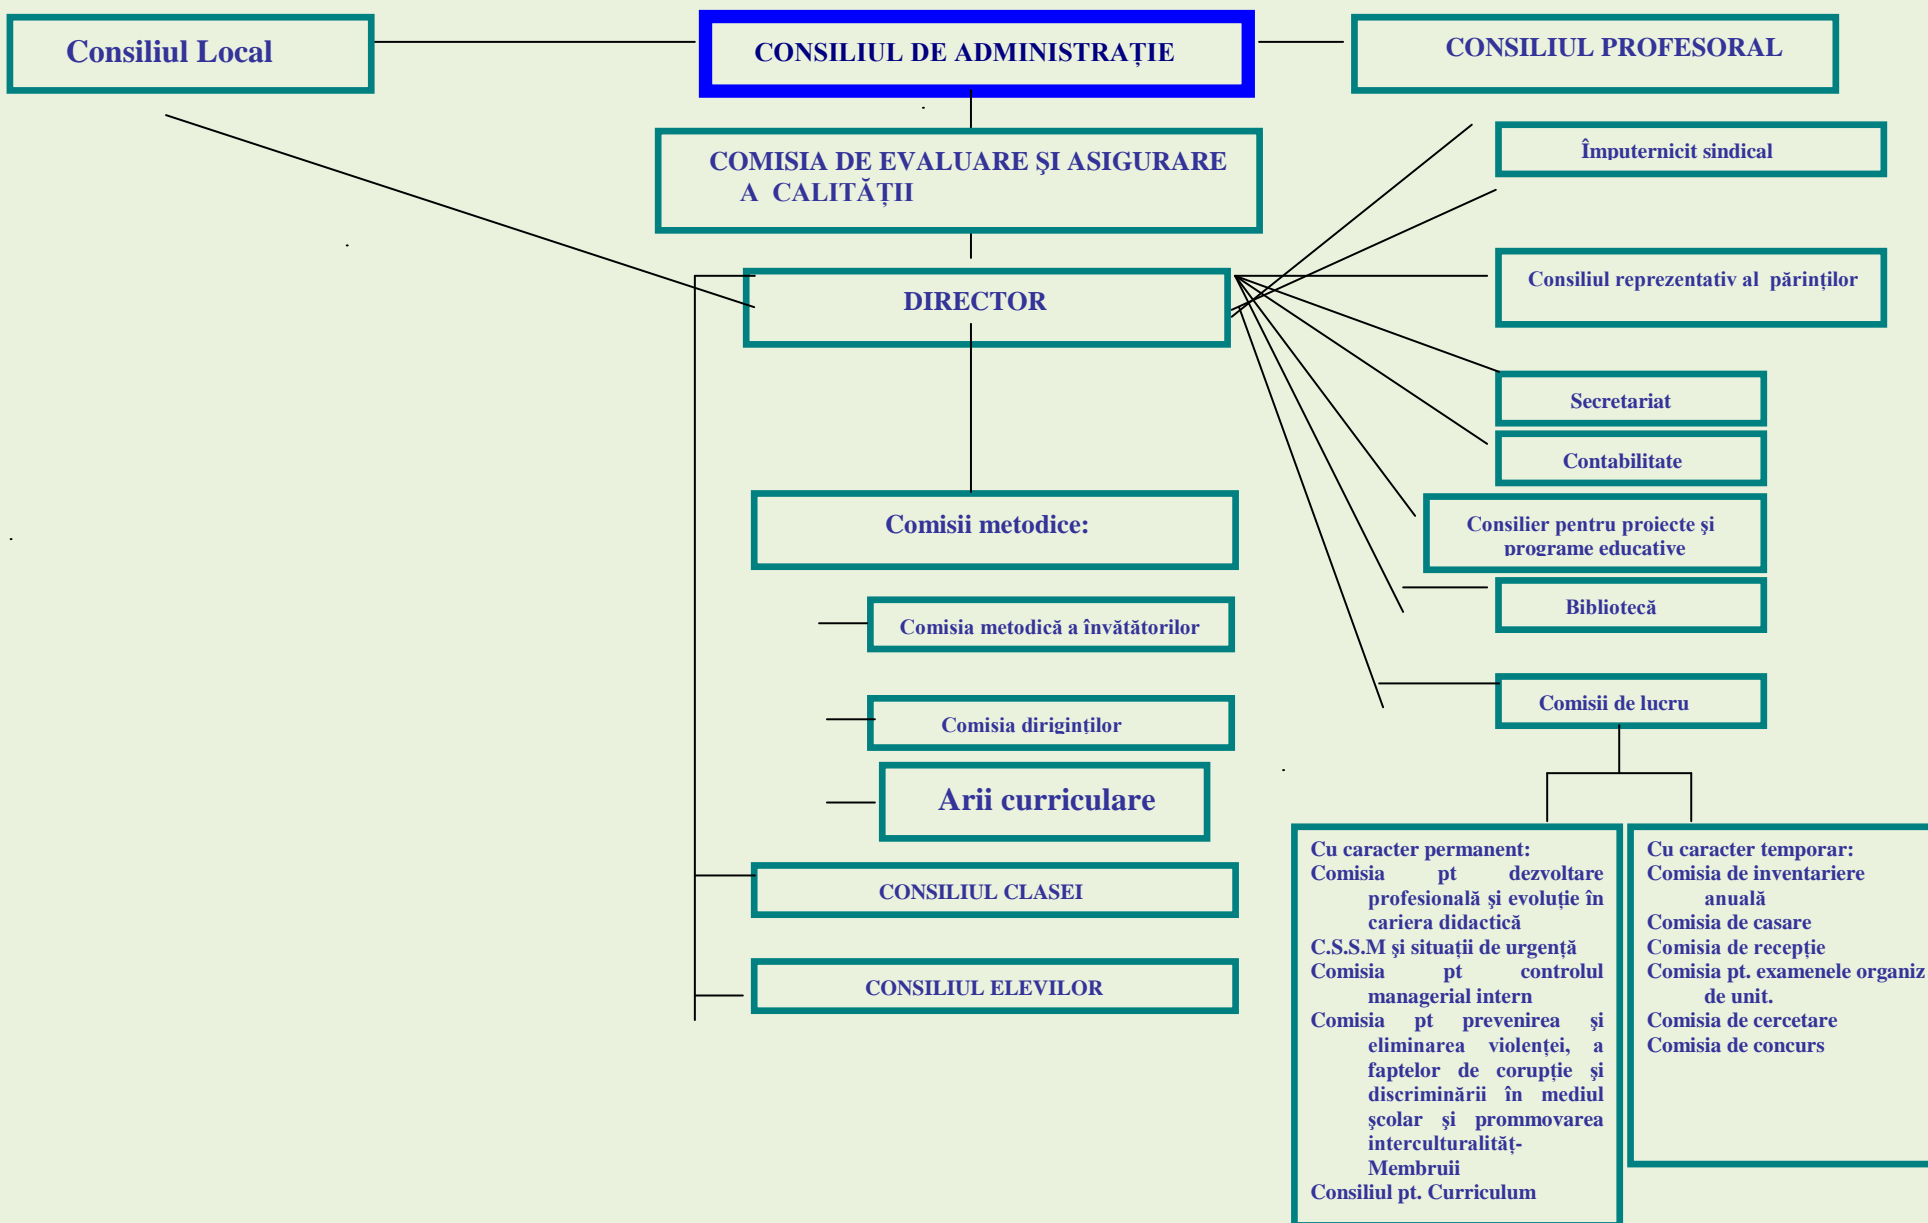 Consiliul Local
CONSILIUL DE ADMINISTRAȚIE
CONSILIUL PROFESORAL
COMISIA DE EVALUARE ŞI ASIGURARE
A CALITĂȚII
Împuternicit sindical
DIRECTOR
Consiliul reprezentativ al părinților
Secretariat
Contabilitate
Consilier pentru proiecte şi
programe educative
Bibliotecă
Comisii de lucru
Comisii metodice:
Comisia metodică a învătătorilor
Comisia diriginților
Arii curriculare
CONSILIUL CLASEI
CONSILIUL ELEVILOR
Cu caracter permanent:
Comisia pt dezvoltare
profesională şi evoluție în
cariera didactică
C.S.S.M şi situații de urgență
Comisia pt controlul
managerial intern
Comisia pt prevenirea şi
eliminarea violenței, a
faptelor de corupție şi
discriminării în mediul
şcolar şi prommovarea
interculturalităț-
Membruii
Consiliul pt. Curriculum
Cu caracter temporar:
Comisia de inventariere
anuală
Comisia de casare
Comisia de recepție
Comisia pt. examenele organiz
de unit.
Comisia de cercetare
Comisia de concurs